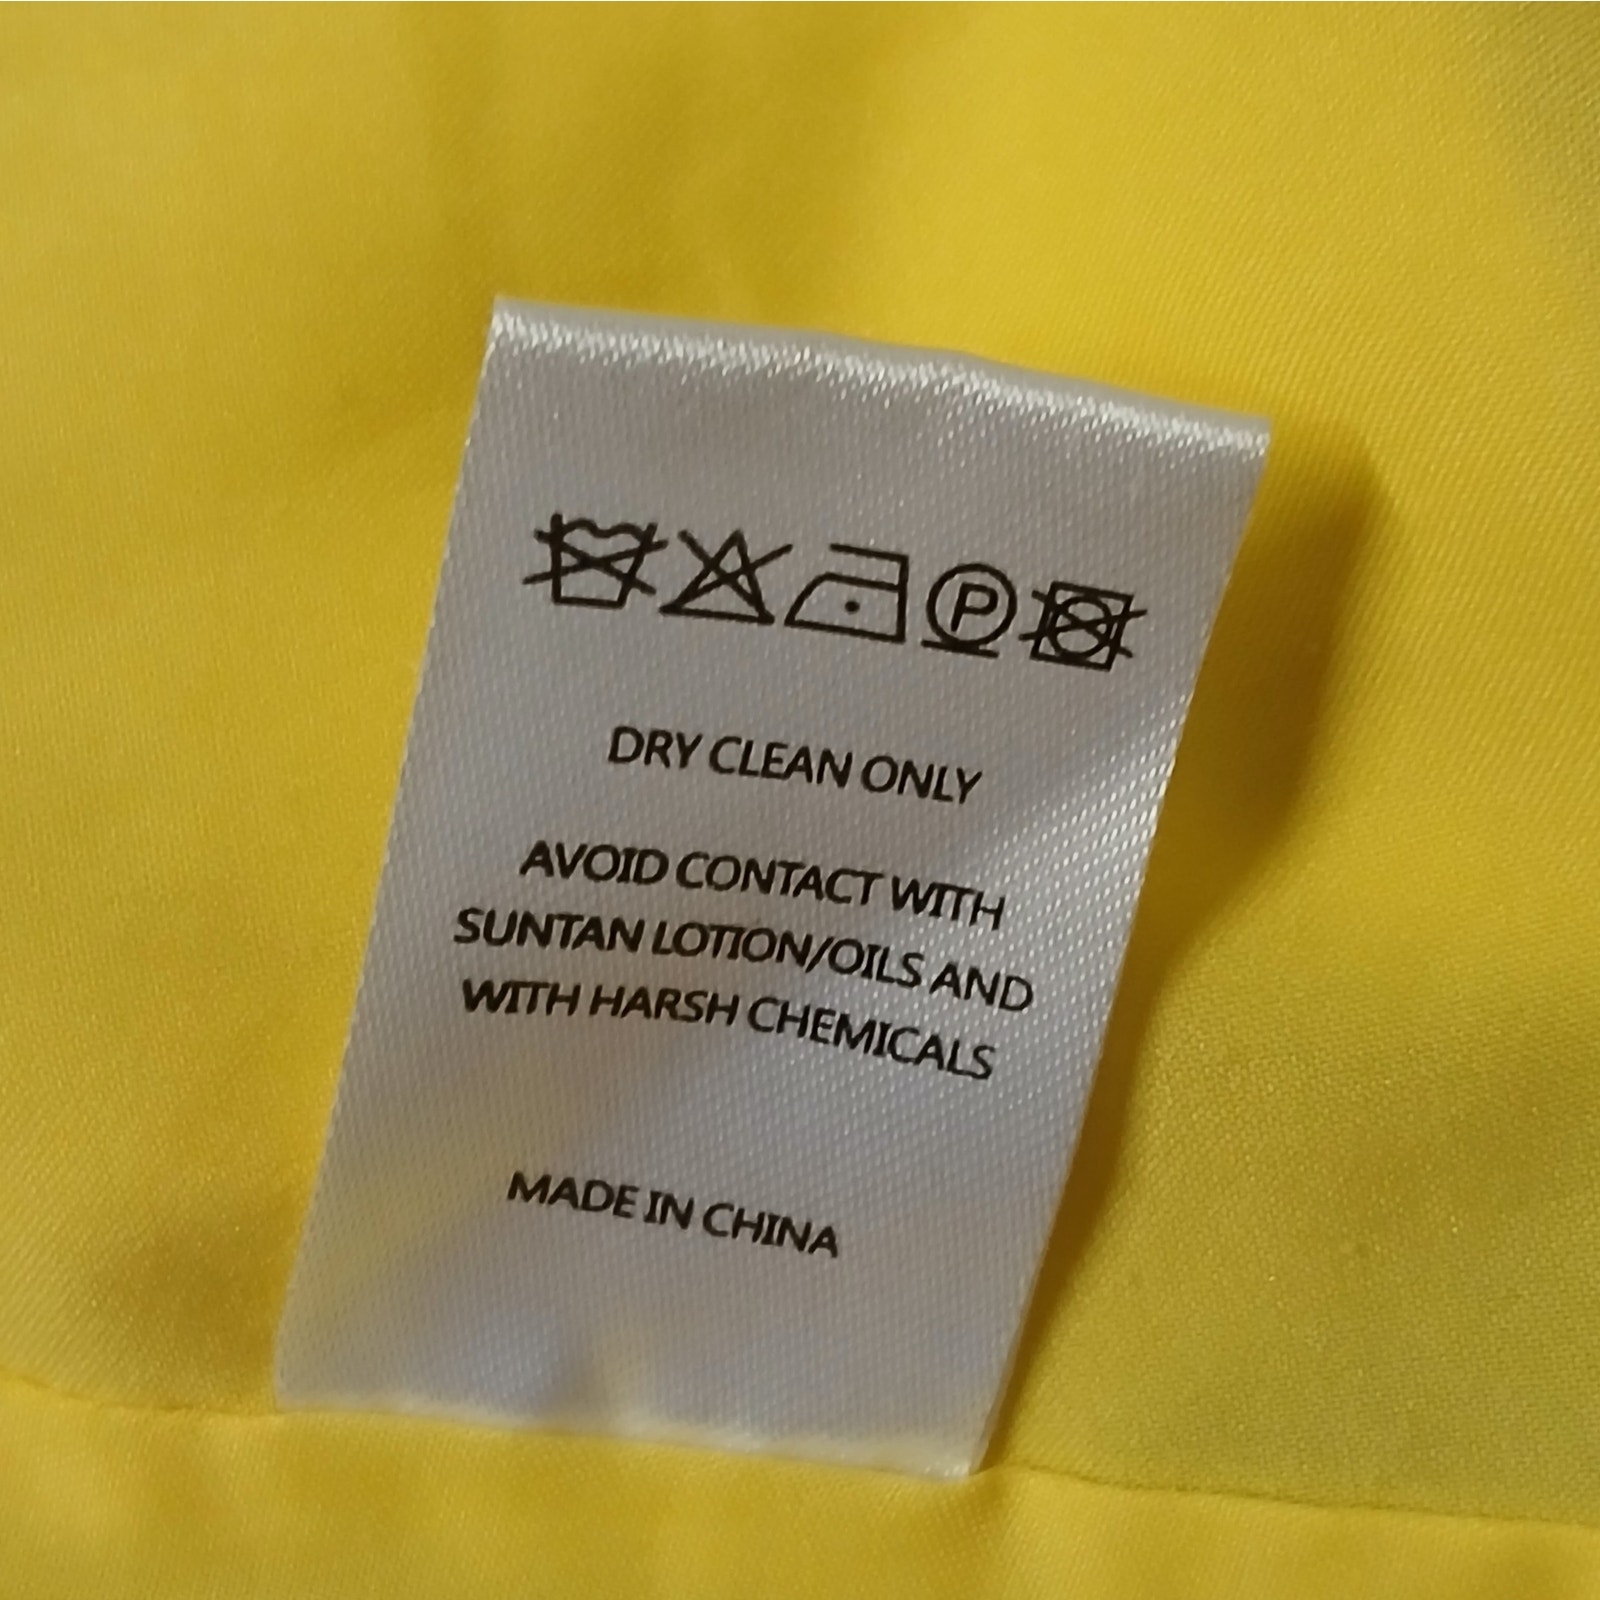 P
DRY CLEAN ONLY
AVOID CONTACT WITH
SUNTAN LOTION/OILS AND
WITH HARSH CHEMICALS
MADE IN CHINA